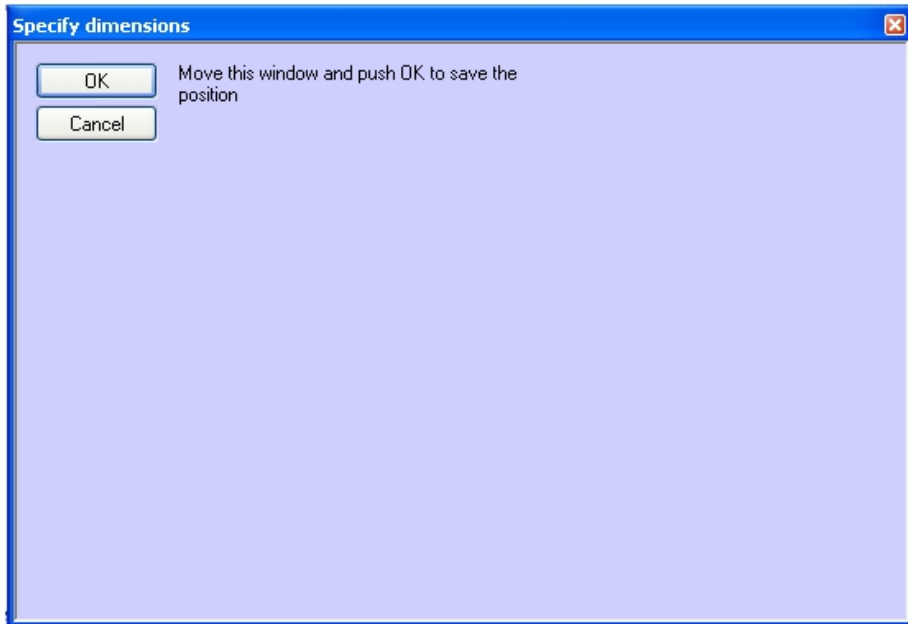 Specify dimensions
OK
Move this window and push OK to save the
position
Cancel